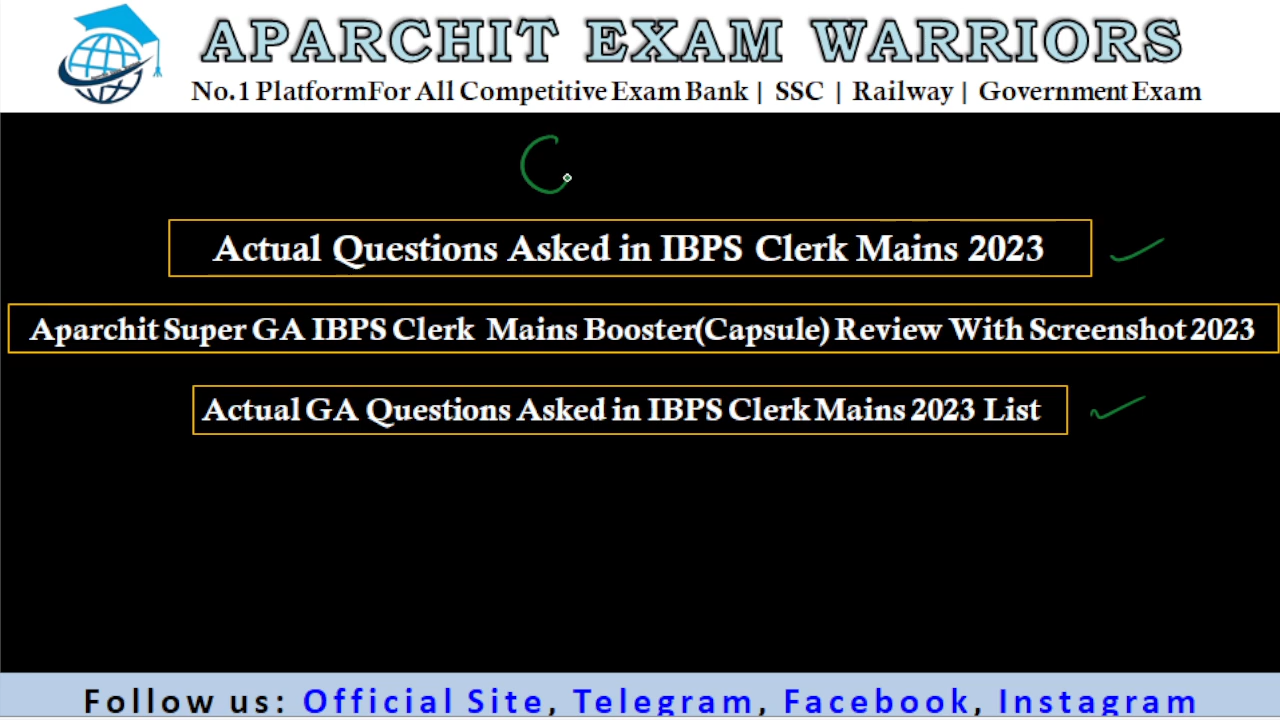 APARCHIT EXAM WARRIORS
No.1 PlatformFor All Competitive Exam Bank | SSC | Railway | Government Exam
C
Actual Questions Asked in IBPS Clerk Mains 2023
Aparchit Super GA IBPS Clerk Mains Booster(Capsule) Review With Screenshot 2023
Actual GA Questions Asked in IBPS Clerk Mains 2023 List
Follow us: Official Site, Telegram, Facebook, Instagram